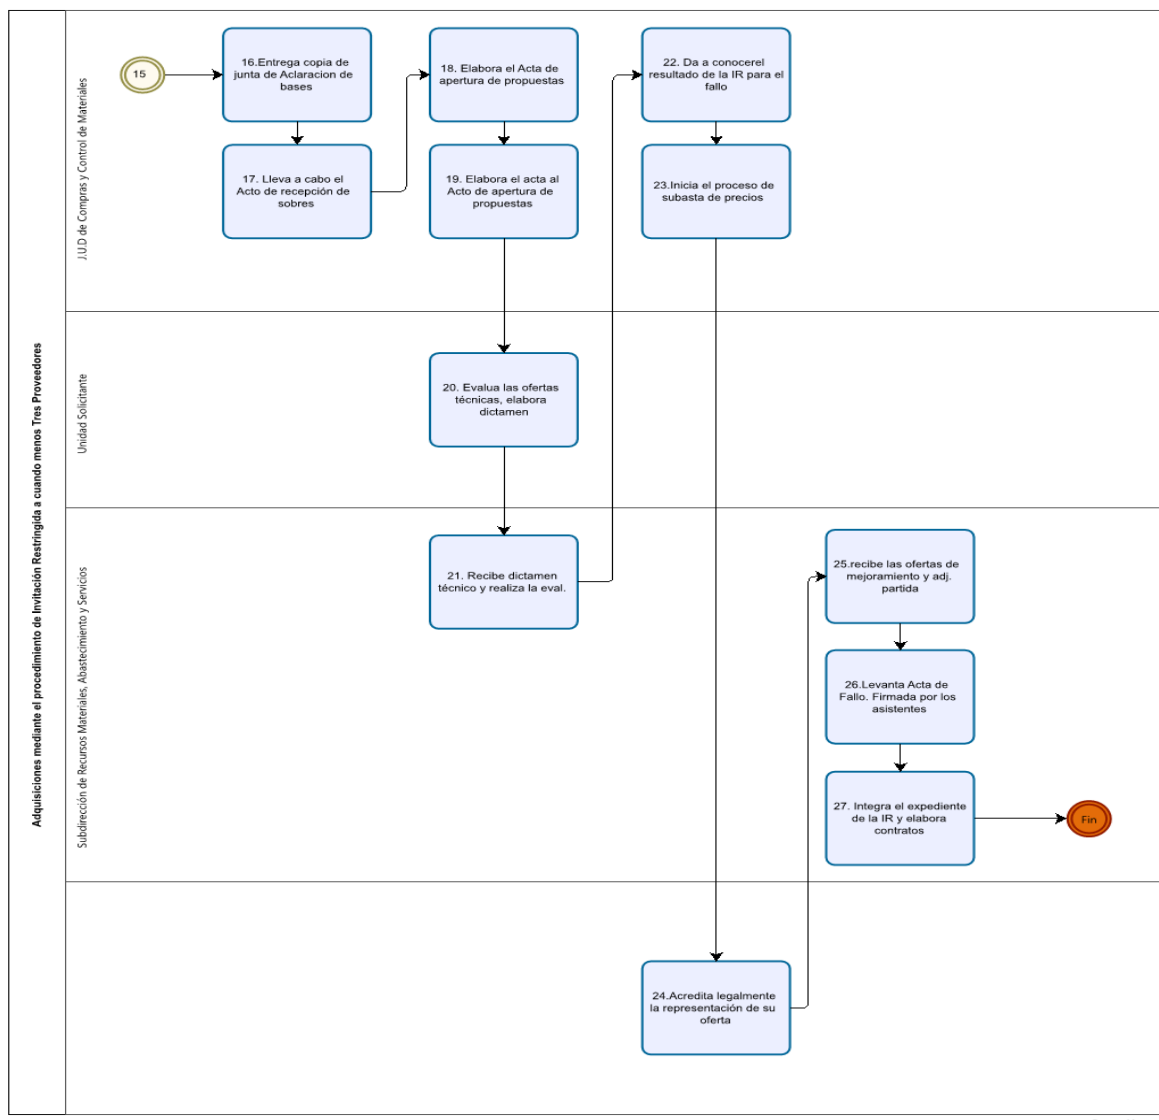 Adquisiciones mediante el procedimiento de Invitación Restringida a cuando menos Tres Proveedores
J.U.D de Compras y Control de Materiales
15
16.Entrega copia de
junta de Aclaracion de
bases
17. Lleva a cabo el
Acto de recepción de
sobres
18. Elabora el Acta de
apertura de propuestas
19. Elabora el acta al
Acto de apertura de
propuestas
22. Da a conocerel
resultado de la IR para el
fallo
23.Inicia el proceso de
subasta de precios
Unidad Solicitante
20. Evalua las ofertas
técnicas, elabora
dictamen
Subdirección de Recursos Materiales, Abastecimiento y Servicios
21. Recibe dictamen
técnico y realiza la eval.
25.recibe las ofertas de
mejoramiento y adj.
partida
26.Levanta Acta de
Fallo. Firmada por los
asistentes
27. Integra el expediente
de la IR y elabora
contratos
Fin
24.Acredita legalmente
la representación de su
oferta